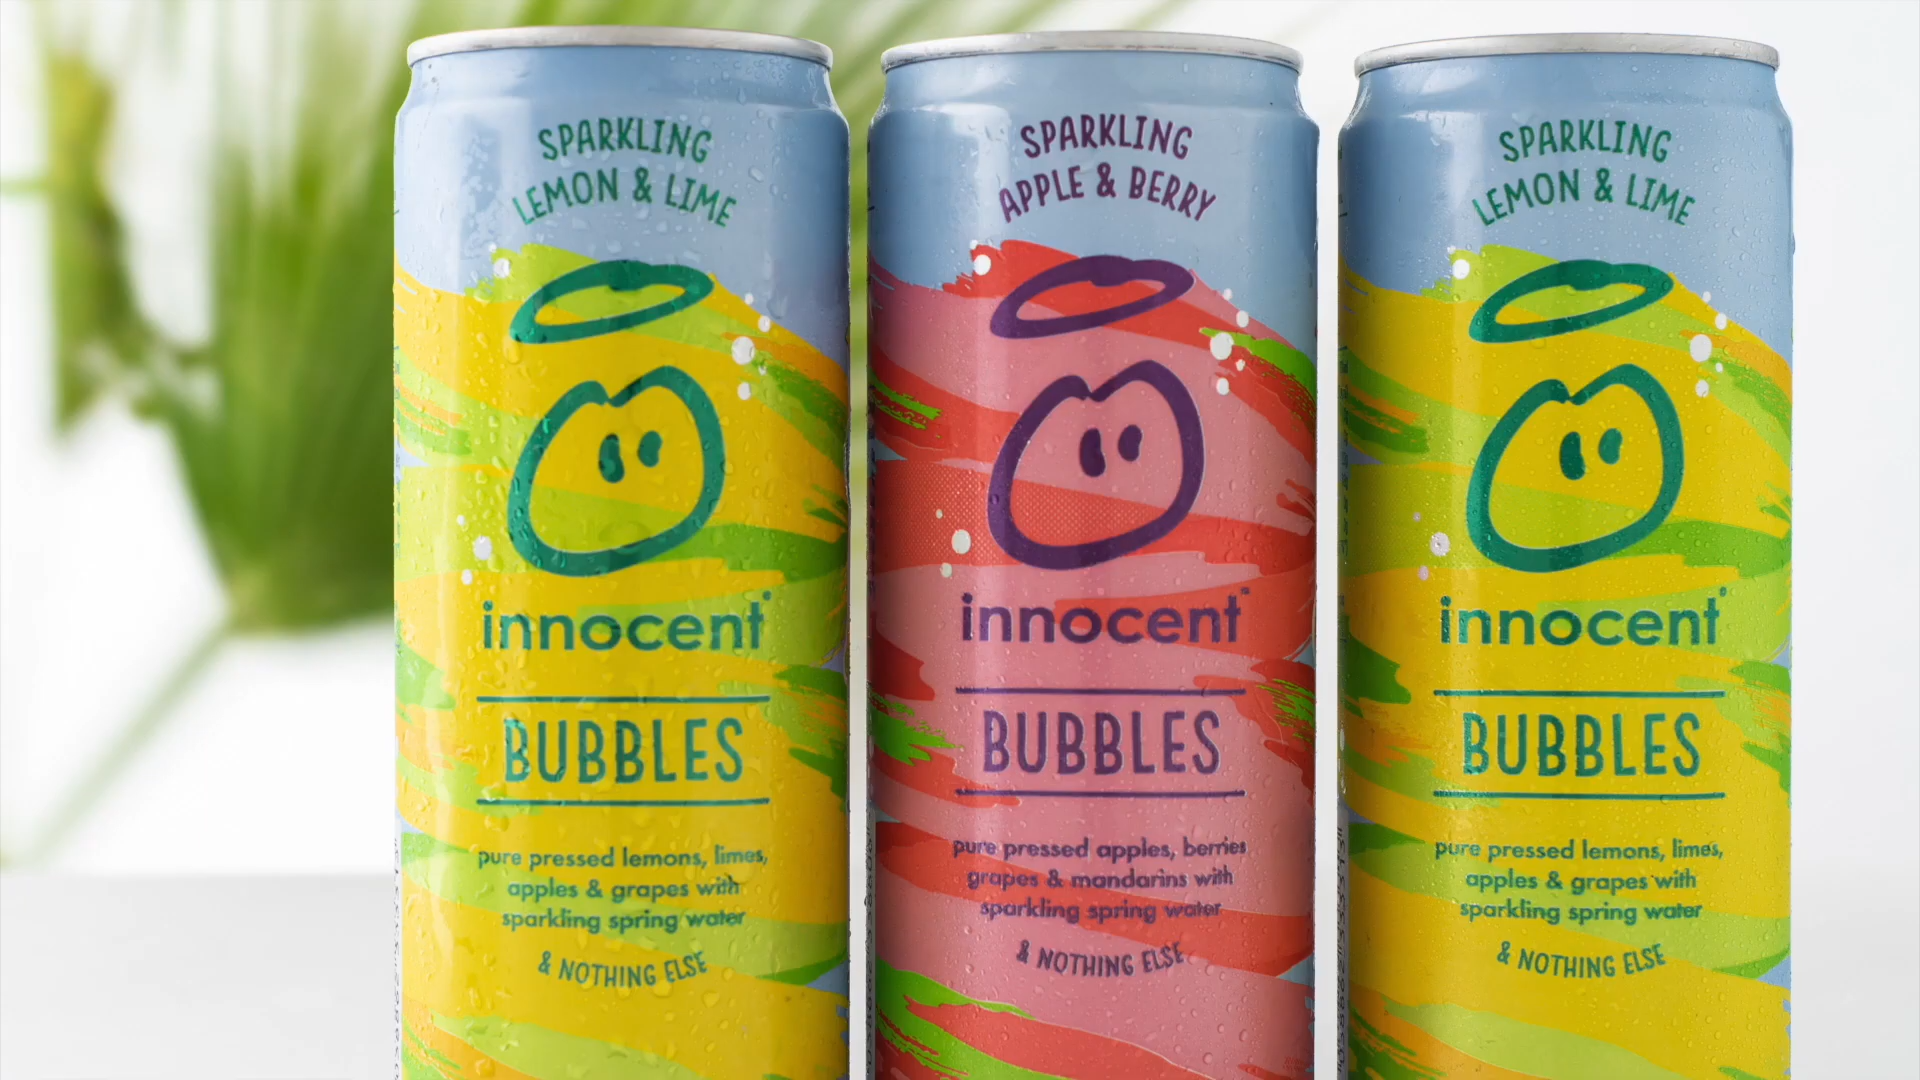 SPARKLING
LEMON & LIME
innocent
BUBBLES
pure pressed lemons, limes,
apples & grapes with
sparkling spring water
& NOTHING ELSE
SPARKLING
APPLE & BERRY
innocent
BUBBLES
pure pressed apples, berries
grapes & mandarins with
sparkling spring water
& NOTHING ELSE
SPARKLING
LEMON & LIME
innocent
BUBBLES
pure pressed lemons, limes,
apples & grapes with
sparkling spring water
& NOTHING ELSE